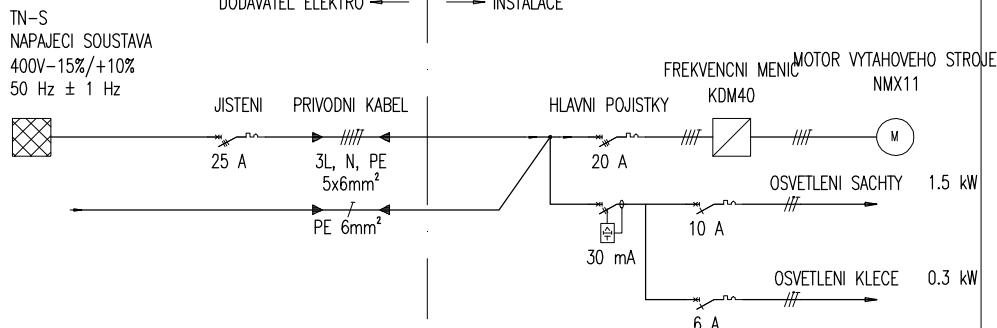 DODAVATEL ELEKTRO
INSTALACE
TN-S
NAPAJECI SOUSTAVA
400V-15%/+10%
50 Hz ± 1 Hz
JISTENI
PRIVODNI KABEL
HLAVNI POJISTKY
FREKVENCNI MENIC
KDM40
MOTOR VYTAHOVEHO STROJE
NMX11
M
25 A
3L, N, PE
5x6mm²
20 A
PE 6mm²
OSVETLENI SACHTY 1.5 kW
10 A
30 mA
OSVETLENI KLECE 0.3 kW
6 A